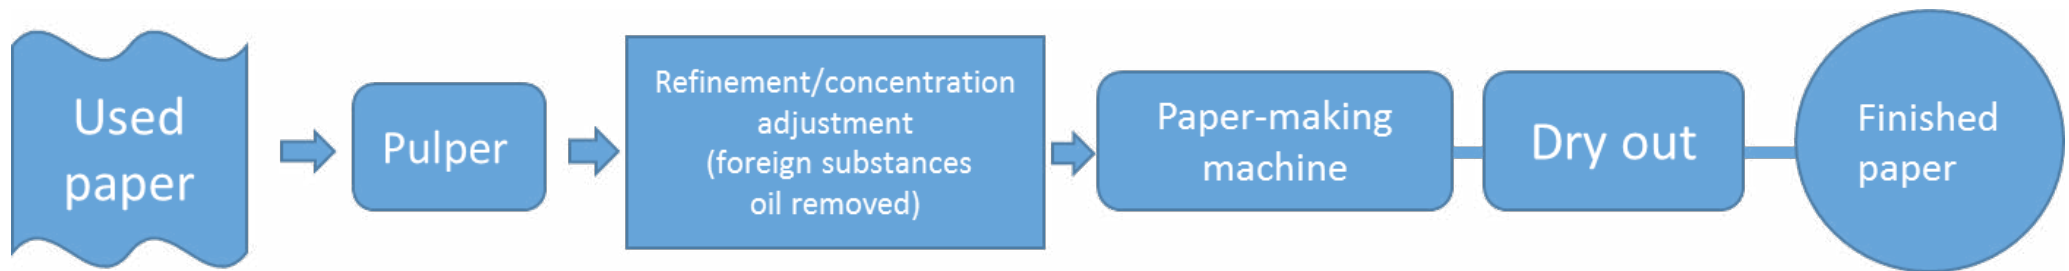 Used
paper
Pulper
Refinement/concentration
adjustment
(foreign substances
oil removed)
Paper-making
machine
Dry out
Finished
paper